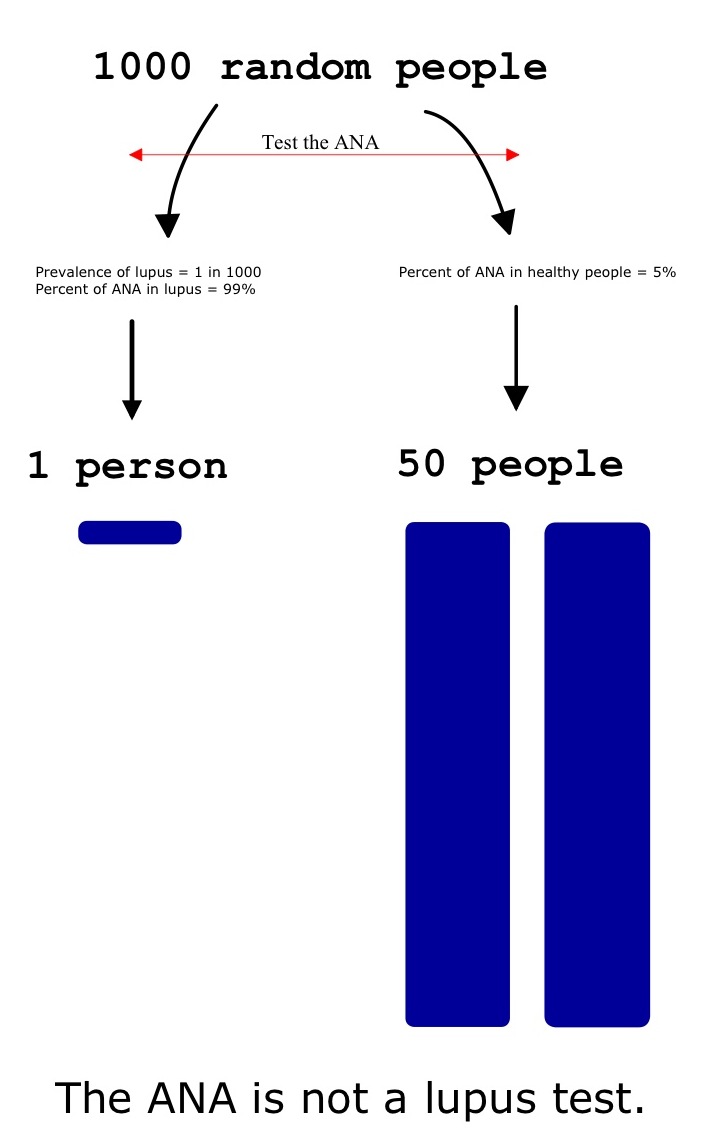 1000 random people
Test the ANA
Prevalence of lupus = 1 in 1000
Percent of ANA in lupus = 99%
Percent of ANA in healthy people = 5%
1 person
50 people
The ANA is not a lupus test.